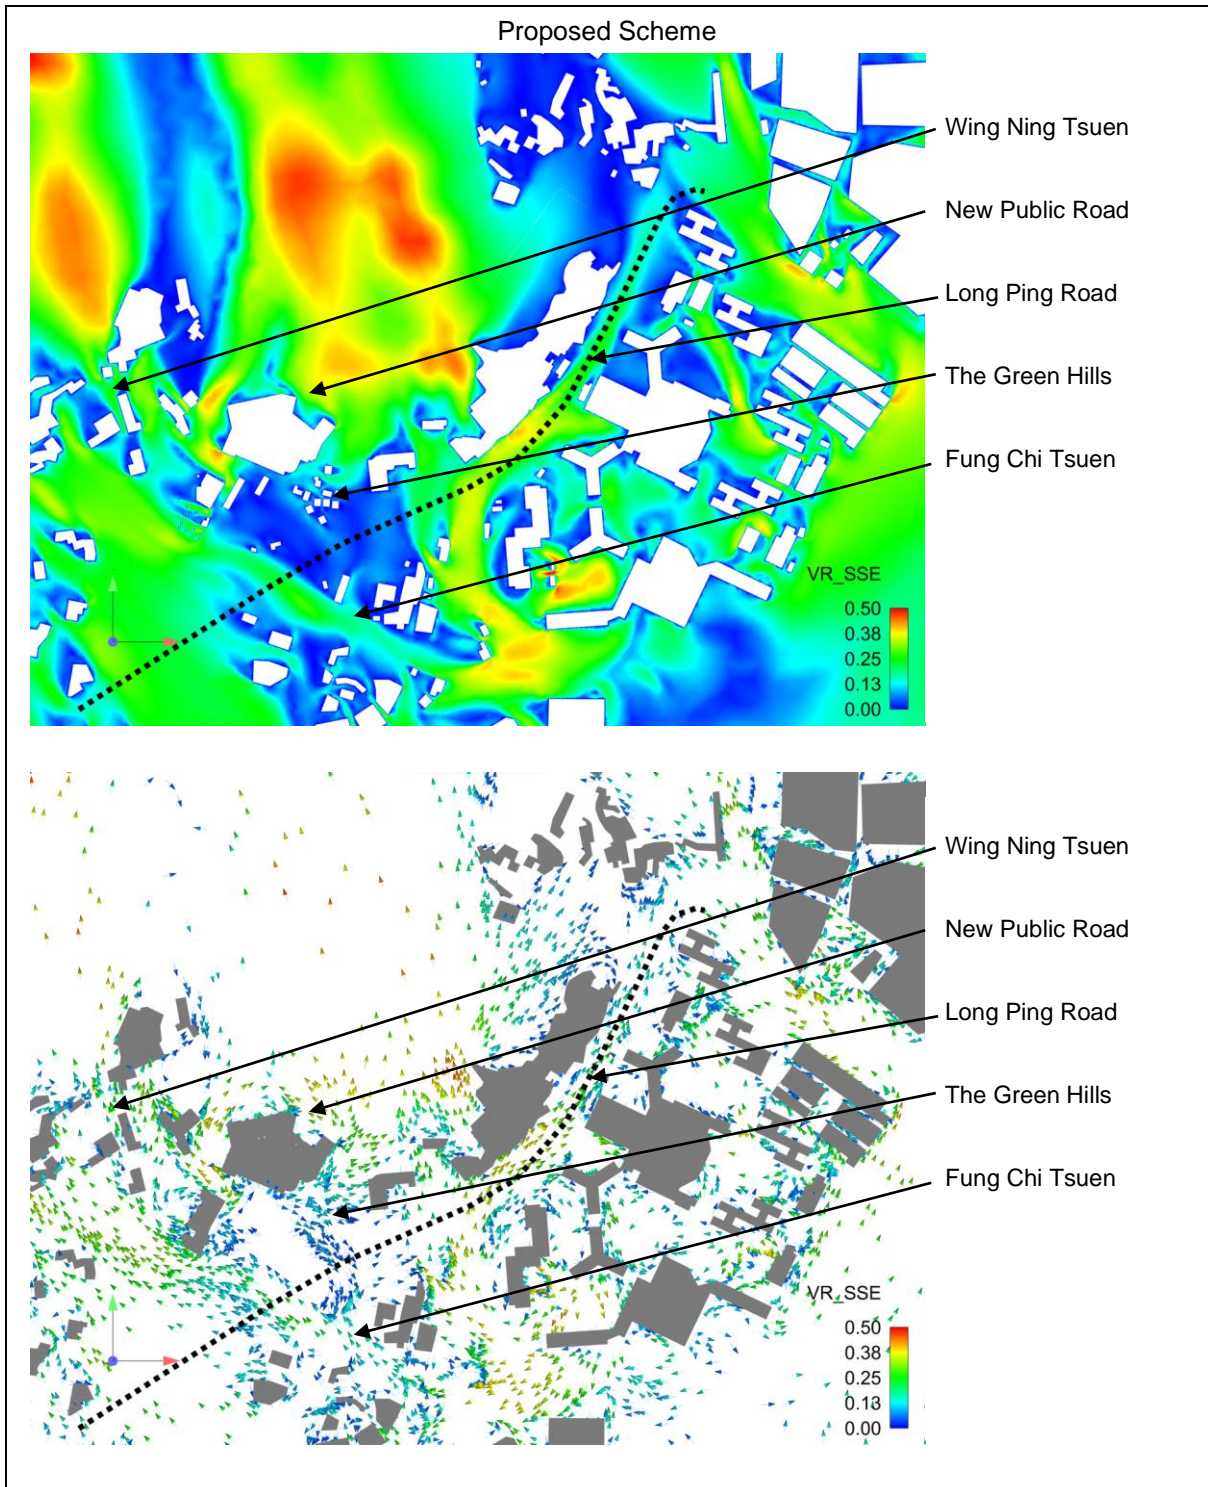 Proposed Scheme
Wing Ning Tsuen
New Public Road
Long Ping Road
The Green Hills
Fung Chi Tsuen
VR_SSE
0.50
0.38
0.25
0.13
0.00
Wing Ning Tsuen
New Public Road
Long Ping Road
The Green Hills
Fung Chi Tsuen
VR_SSE
0.50
0.38
0.25
0.13
0.00